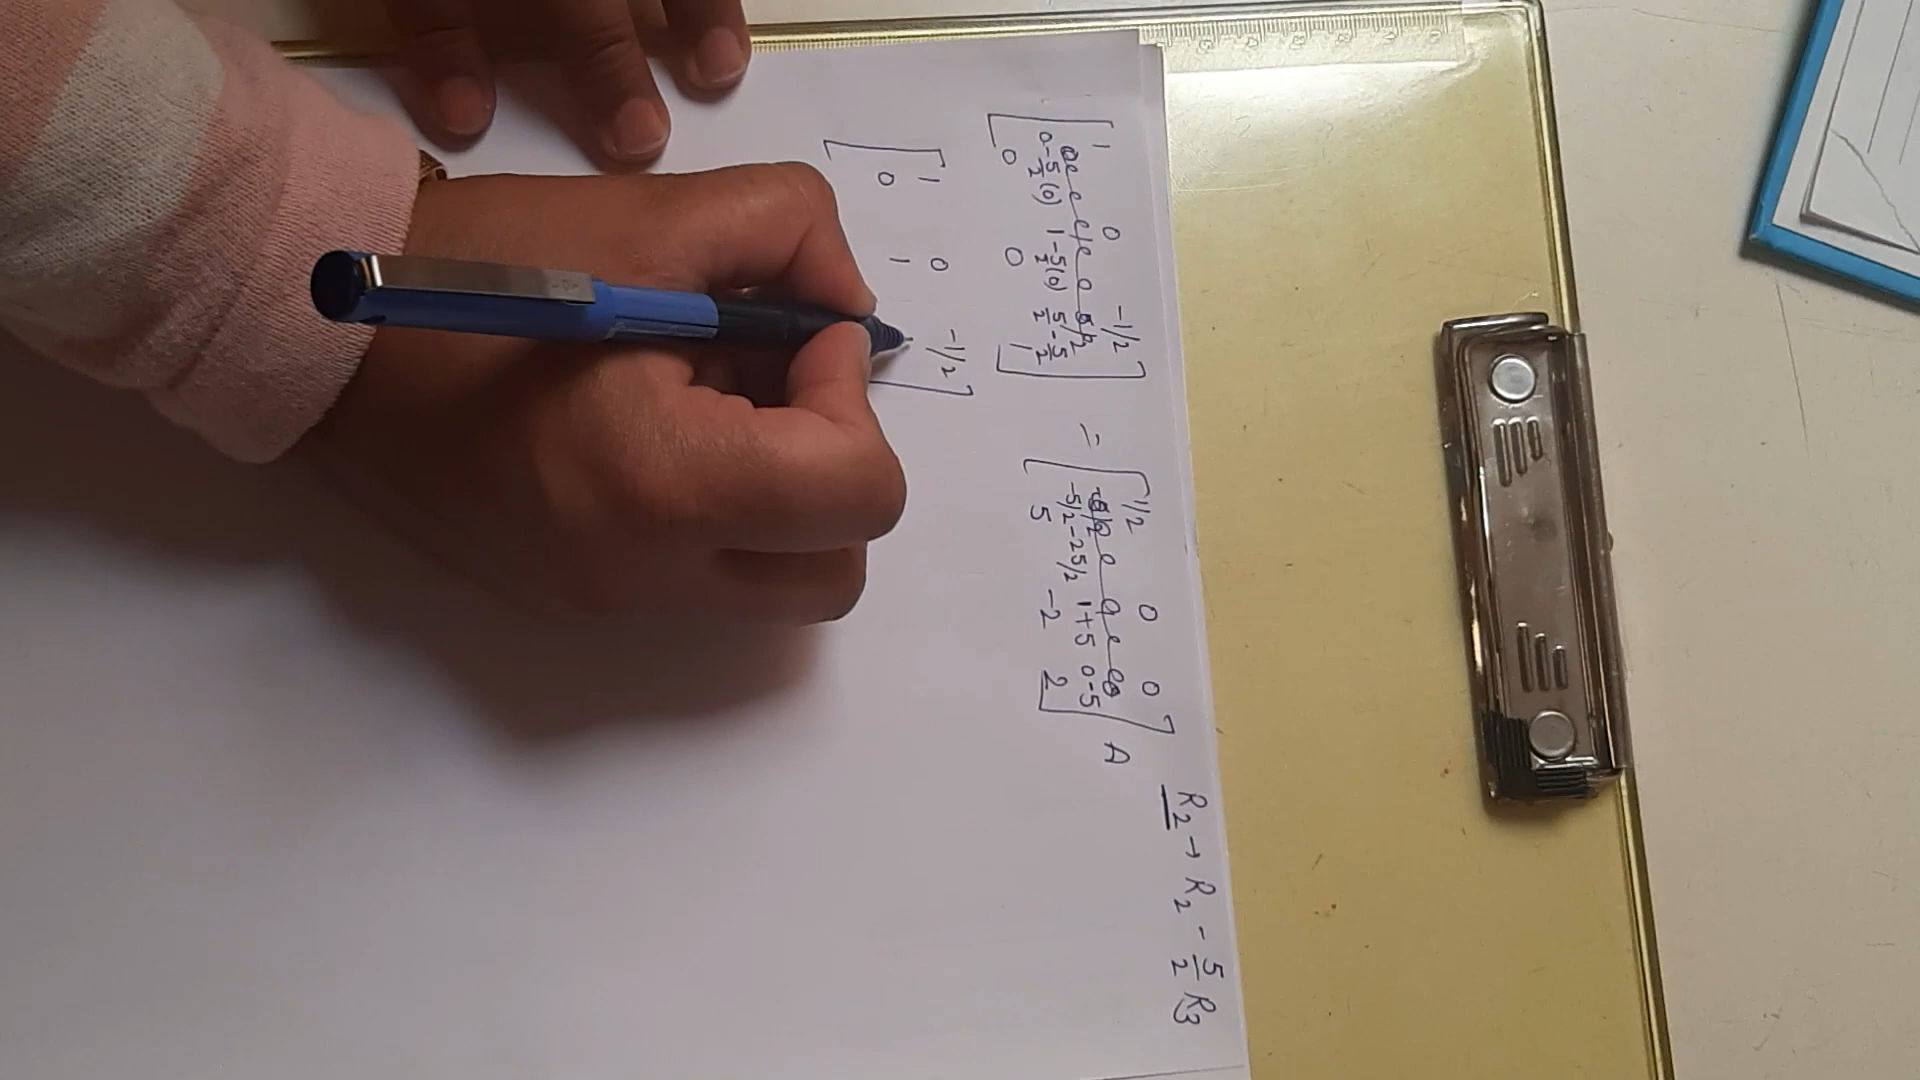 R2 → R2 - 5/2 R3
[ 1 0 -1/2 ] = [ 1/2 0 0 ] A
0-5/2(0) 1-5/2(0) 5/2-5/2 -5/2-25/2 1+5 0-5
0 0 1 5 -2 2
[ 1 0 -1/2 ]
0 1